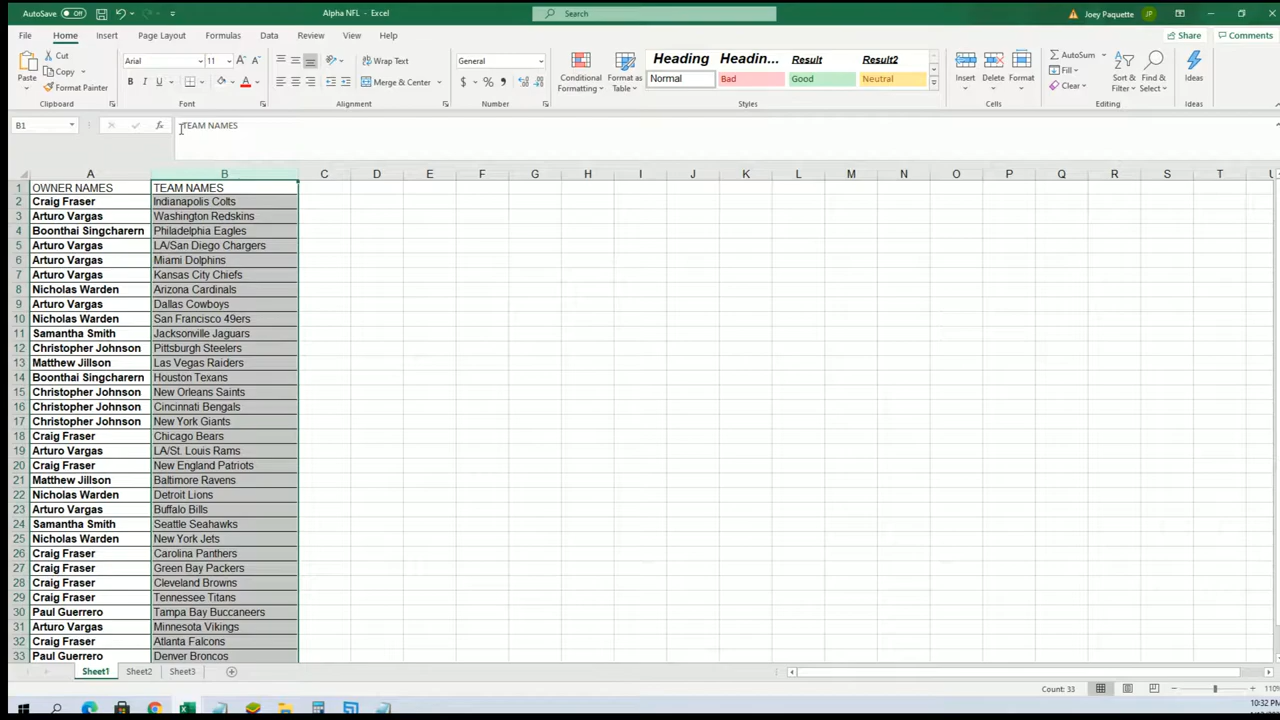 AutoSave Off Alpha NFL - Excel Search Joey Paquette JP
File Home Insert Page Layout Formulas Data Review View Help Share Comments
Paste Cut Copy Format Painter Clipboard
Arial 11 B I U A Font
Wrap Text Merge & Center Alignment
General $ % Number
Conditional Formatting Format as Table
Heading Headin... Result Result2
Normal Bad Good Neutral
Styles
Insert Delete Format Cells
AutoSum Fill Clear Sort & Filter Find & Select Editing
Ideas Ideas
B1 fx TEAM NAMES
A B C D E F G H I J K L M N O P Q R S T U
1 OWNER NAMES TEAM NAMES
2 Craig Fraser Indianapolis Colts
3 Arturo Vargas Washington Redskins
4 Boonthai Singcharern Philadelphia Eagles
5 Arturo Vargas LA/San Diego Chargers
6 Arturo Vargas Miami Dolphins
7 Arturo Vargas Kansas City Chiefs
8 Nicholas Warden Arizona Cardinals
9 Arturo Vargas Dallas Cowboys
10 Nicholas Warden San Francisco 49ers
11 Samantha Smith Jacksonville Jaguars
12 Christopher Johnson Pittsburgh Steelers
13 Matthew Jillson Las Vegas Raiders
14 Boonthai Singcharern Houston Texans
15 Christopher Johnson New Orleans Saints
16 Christopher Johnson Cincinnati Bengals
17 Christopher Johnson New York Giants
18 Craig Fraser Chicago Bears
19 Arturo Vargas LA/St. Louis Rams
20 Craig Fraser New England Patriots
21 Matthew Jillson Baltimore Ravens
22 Nicholas Warden Detroit Lions
23 Arturo Vargas Buffalo Bills
24 Samantha Smith Seattle Seahawks
25 Nicholas Warden New York Jets
26 Craig Fraser Carolina Panthers
27 Craig Fraser Green Bay Packers
28 Craig Fraser Cleveland Browns
29 Craig Fraser Tennessee Titans
30 Paul Guerrero Tampa Bay Buccaneers
31 Arturo Vargas Minnesota Vikings
32 Craig Fraser Atlanta Falcons
33 Paul Guerrero Denver Broncos
Sheet1 Sheet2 Sheet3
Count: 33 110%
10:32 PM